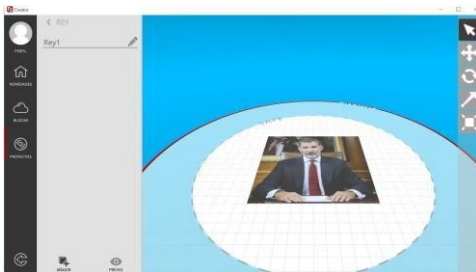 Creator
REY
Rey1
PERFIL
NOVEDADES
BUSCAR
PROYECTOS
AÑADIR
PREVIO